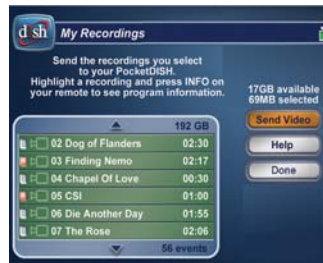 dish My Recordings
Send the recordings you select
to your PocketDISH.
Highlight a recording and press INFO on
your remote to see program information.
17GB available
69MB selected
192 GB
02 Dog of Flanders 02:30
03 Finding Nemo 02:17
04 Chapel Of Love 00:30
05 CSI 01:00
06 Die Another Day 01:55
07 The Rose 02:06
56 events
Send Video
Help
Done